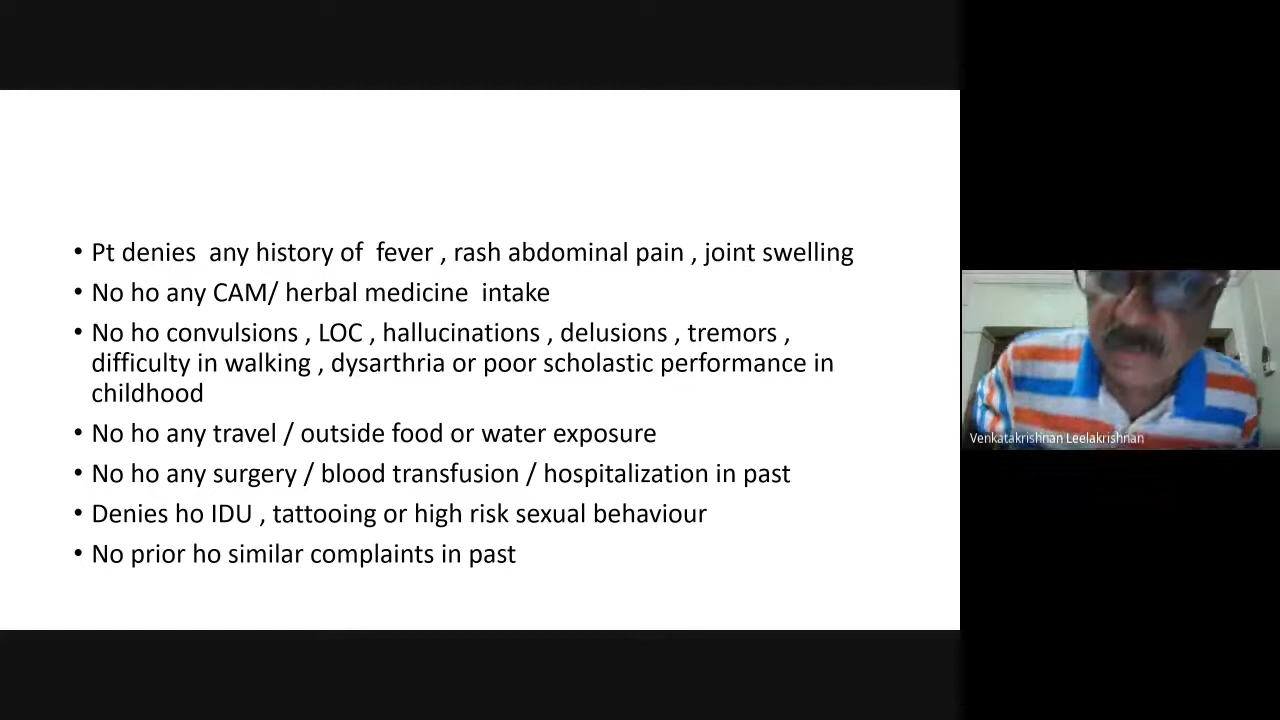 • Pt denies  any history of  fever , rash abdominal pain , joint swelling
• No ho any CAM/ herbal medicine  intake
• No ho convulsions , LOC , hallucinations , delusions , tremors ,
difficulty in walking , dysarthria or poor scholastic performance in
childhood
• No ho any travel / outside food or water exposure
• No ho any surgery / blood transfusion / hospitalization in past
• Denies ho IDU , tattooing or high risk sexual behaviour
• No prior ho similar complaints in past
Venkatakrishnan Leelakrishnan